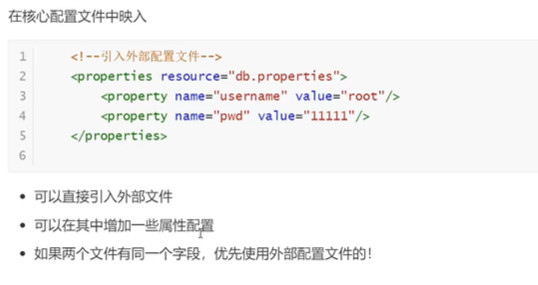 在核心配置文件中映入
1 <!--引入外部配置文件-->
2 <properties resource="db.properties">
3 <property name="username" value="root"/>
4 <property name="pwd" value="11111"/>
5 </properties>
6
• 可以直接引入外部文件
• 可以在其中增加一些属性配置
• 如果两个文件有同一个字段，优先使用外部配置文件的！